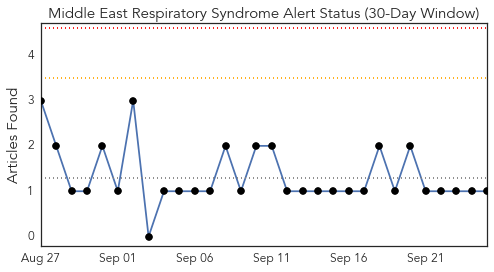 Middle East Respiratory Syndrome Alert Status (30-Day Window)
Articles Found
4
3
2
1
0
Aug 27 Sep 01 Sep 06 Sep 11 Sep 16 Sep 21